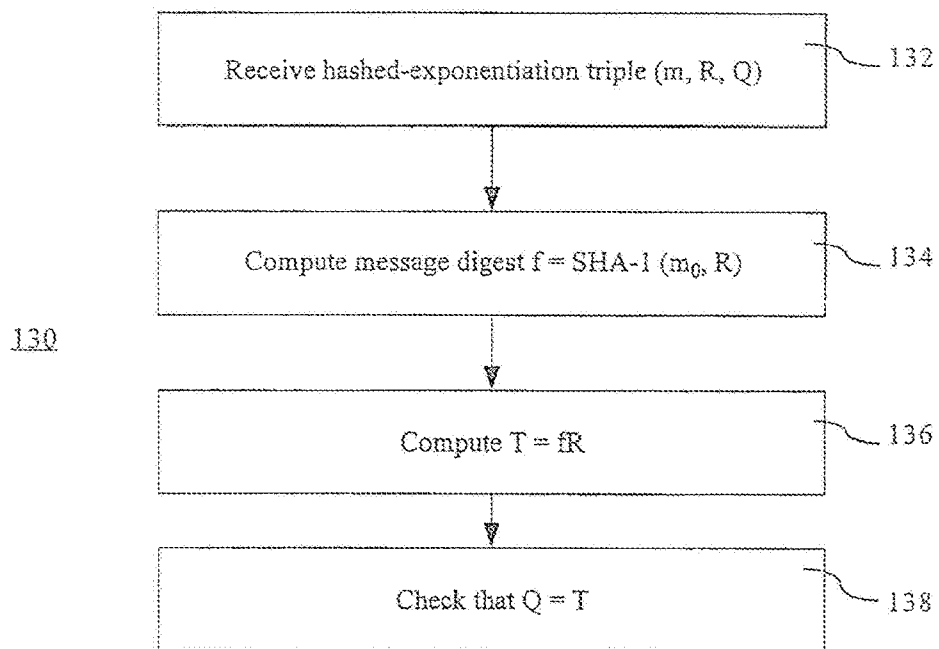 Receive hashed-exponentiation triple (m, R, Q)
132
Compute message digest f = SHA-1 (m₀, R)
134
130
Compute T = fR
136
Check that Q = T
138